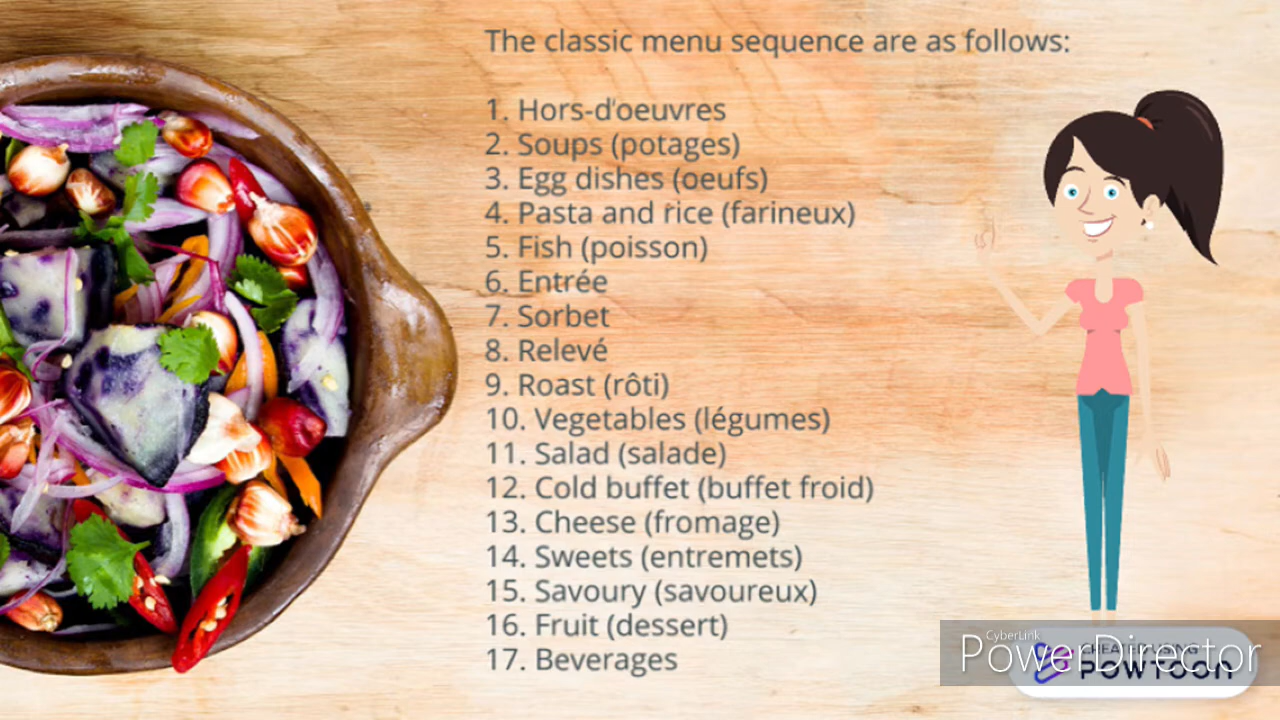 The classic menu sequence are as follows:
1. Hors-d'oeuvres
2. Soups (potages)
3. Egg dishes (oeufs)
4. Pasta and rice (farineux)
5. Fish (poisson)
6. Entrée
7. Sorbet
8. Relevé
9. Roast (rôti)
10. Vegetables (légumes)
11. Salad (salade)
12. Cold buffet (buffet froid)
13. Cheese (fromage)
14. Sweets (entremets)
15. Savoury (savoureux)
16. Fruit (dessert)
17. Beverages
CyberLink
PowerDirector
CREATED USING
POWTOON